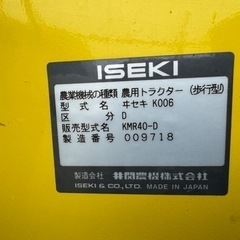 ISEKI
農業機械の種類 農用トラクター(歩行型)
型式名 ヰセキ K006
区分 D
販売型式名 KMR40-D
製造番号 009718
製造会社 井関農機株式会社
ISEKI & CO., LTD. MADE IN JAPAN